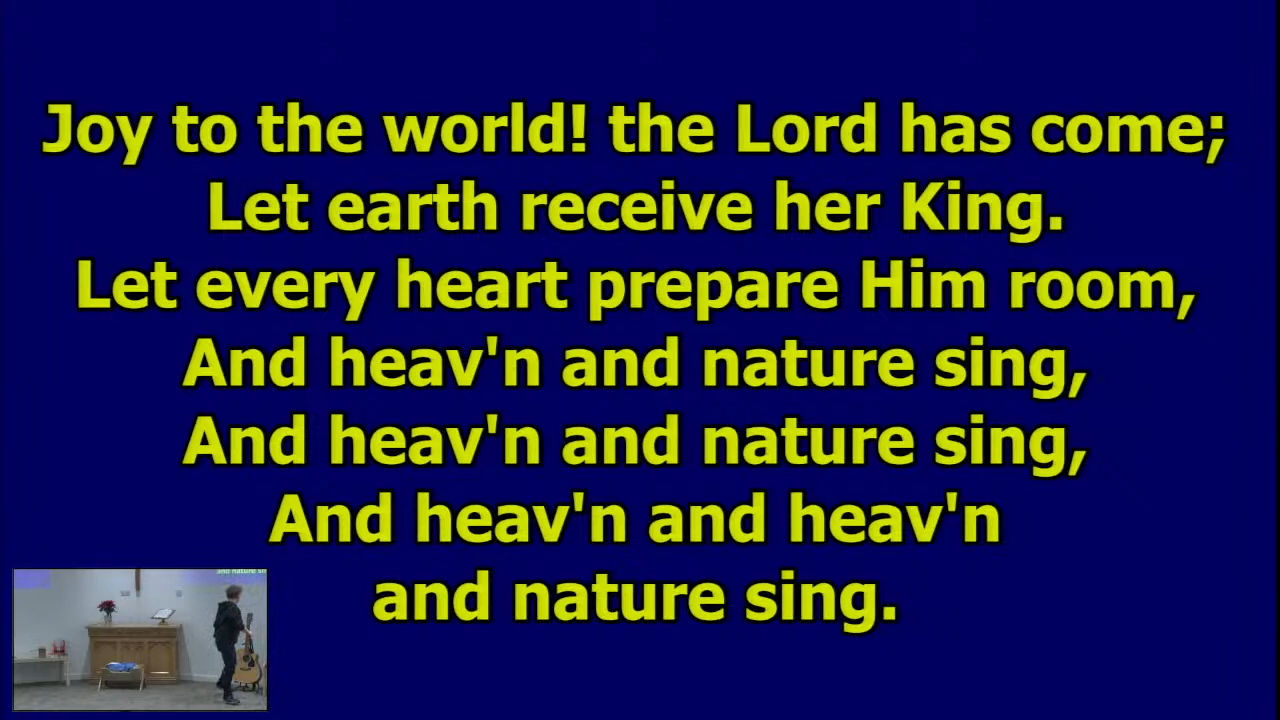 Joy to the world! the Lord has come;
Let earth receive her King.
Let every heart prepare Him room,
And heav'n and nature sing,
And heav'n and nature sing,
And heav'n and heav'n
and nature sing.